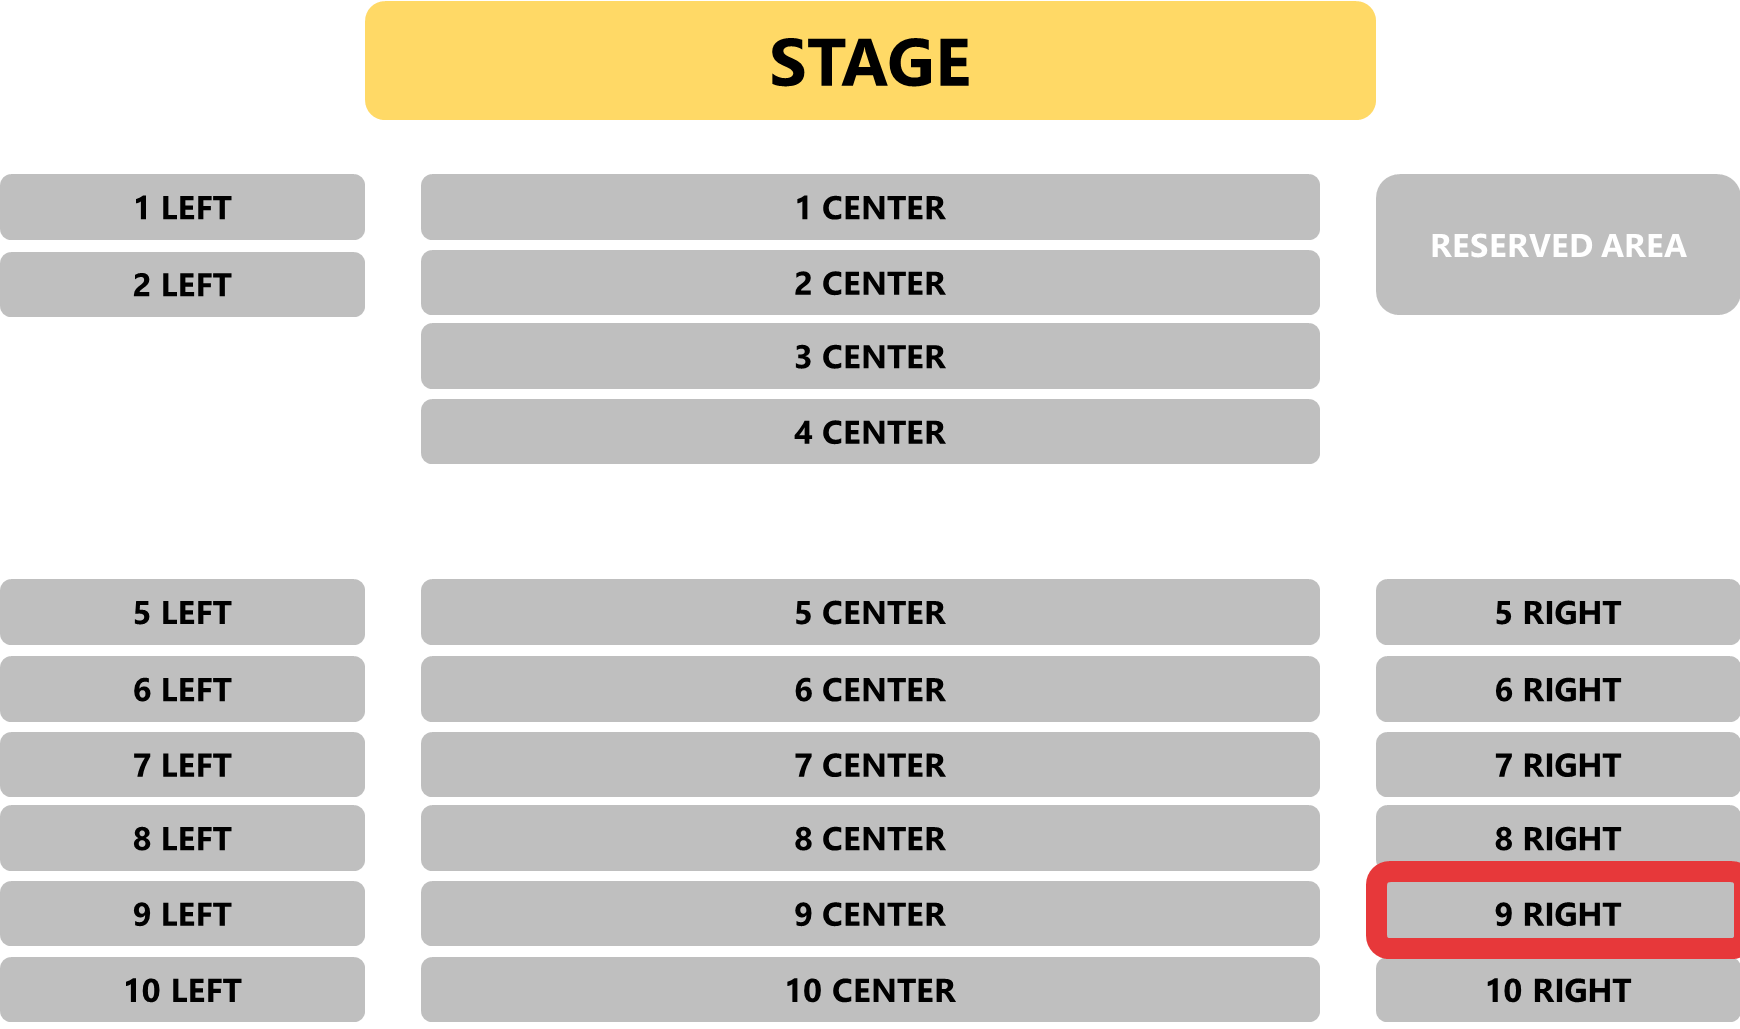 STAGE
1 LEFT
1 CENTER
RESERVED AREA
2 LEFT
2 CENTER
3 CENTER
4 CENTER
5 LEFT
5 CENTER
5 RIGHT
6 LEFT
6 CENTER
6 RIGHT
7 LEFT
7 CENTER
7 RIGHT
8 LEFT
8 CENTER
8 RIGHT
9 LEFT
9 CENTER
9 RIGHT
10 LEFT
10 CENTER
10 RIGHT